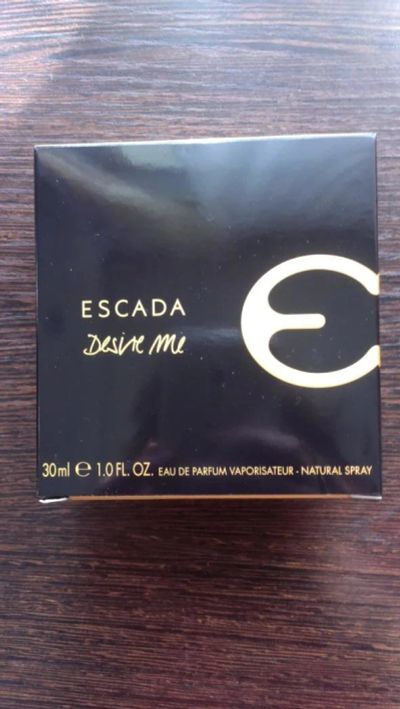 ESCADA
Desire Me
30ml ℮ 1.0 FL. OZ. EAU DE PARFUM VAPORISATEUR · NATURAL SPRAY